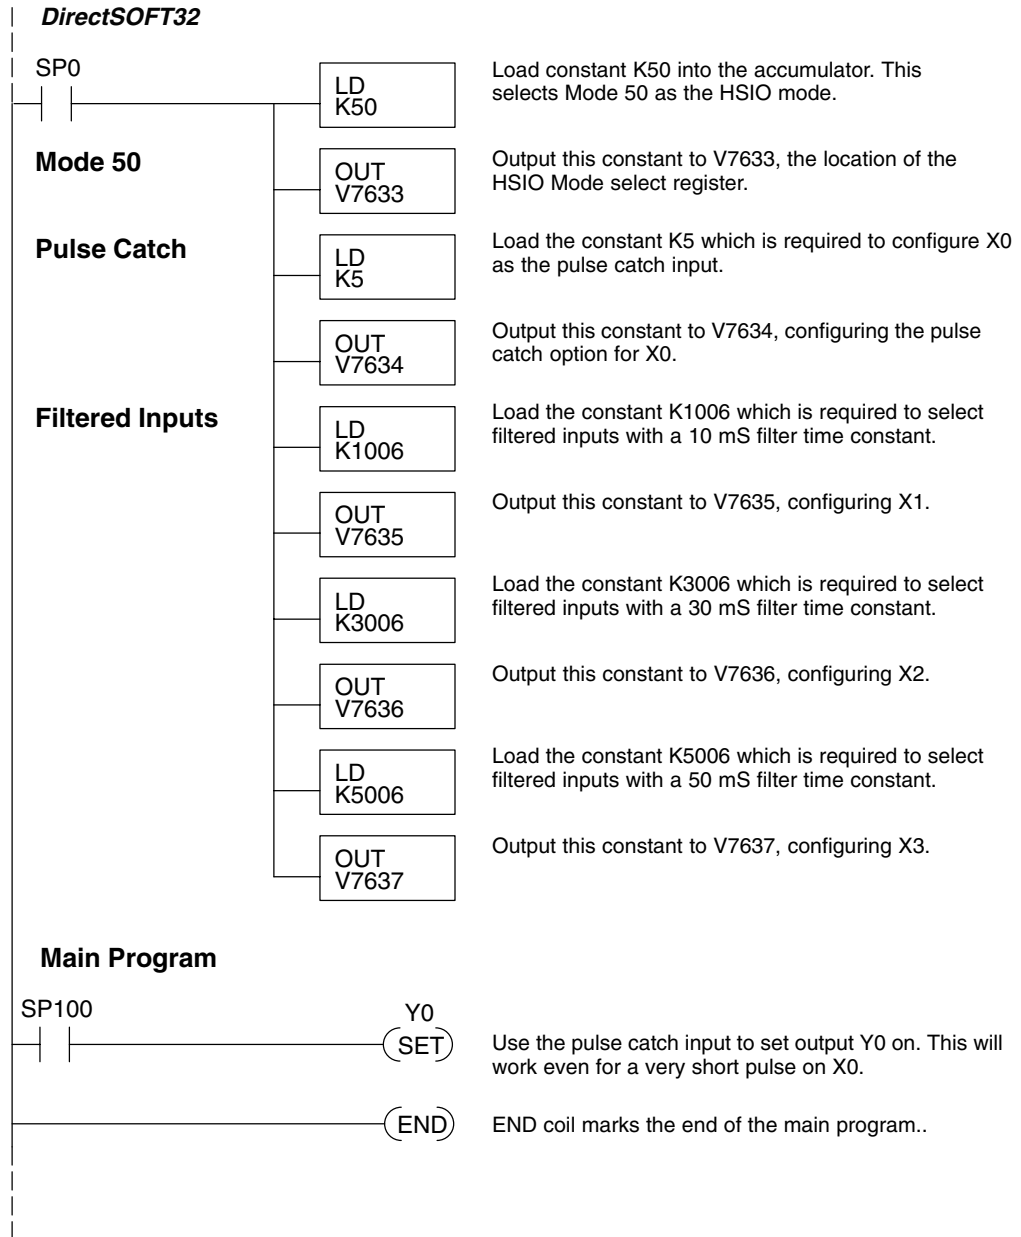 DirectSOFT32
SP0
LD
K50
Load constant K50 into the accumulator. This
selects Mode 50 as the HSIO mode.
Mode 50
OUT
V7633
Output this constant to V7633, the location of the
HSIO Mode select register.
Pulse Catch
LD
K5
Load the constant K5 which is required to configure X0
as the pulse catch input.
OUT
V7634
Output this constant to V7634, configuring the pulse
catch option for X0.
Filtered Inputs
LD
K1006
Load the constant K1006 which is required to select
filtered inputs with a 10 mS filter time constant.
OUT
V7635
Output this constant to V7635, configuring X1.
LD
K3006
Load the constant K3006 which is required to select
filtered inputs with a 30 mS filter time constant.
OUT
V7636
Output this constant to V7636, configuring X2.
LD
K5006
Load the constant K5006 which is required to select
filtered inputs with a 50 mS filter time constant.
OUT
V7637
Output this constant to V7637, configuring X3.
Main Program
SP100
Y0
SET
Use the pulse catch input to set output Y0 on. This will
work even for a very short pulse on X0.
END
END coil marks the end of the main program..